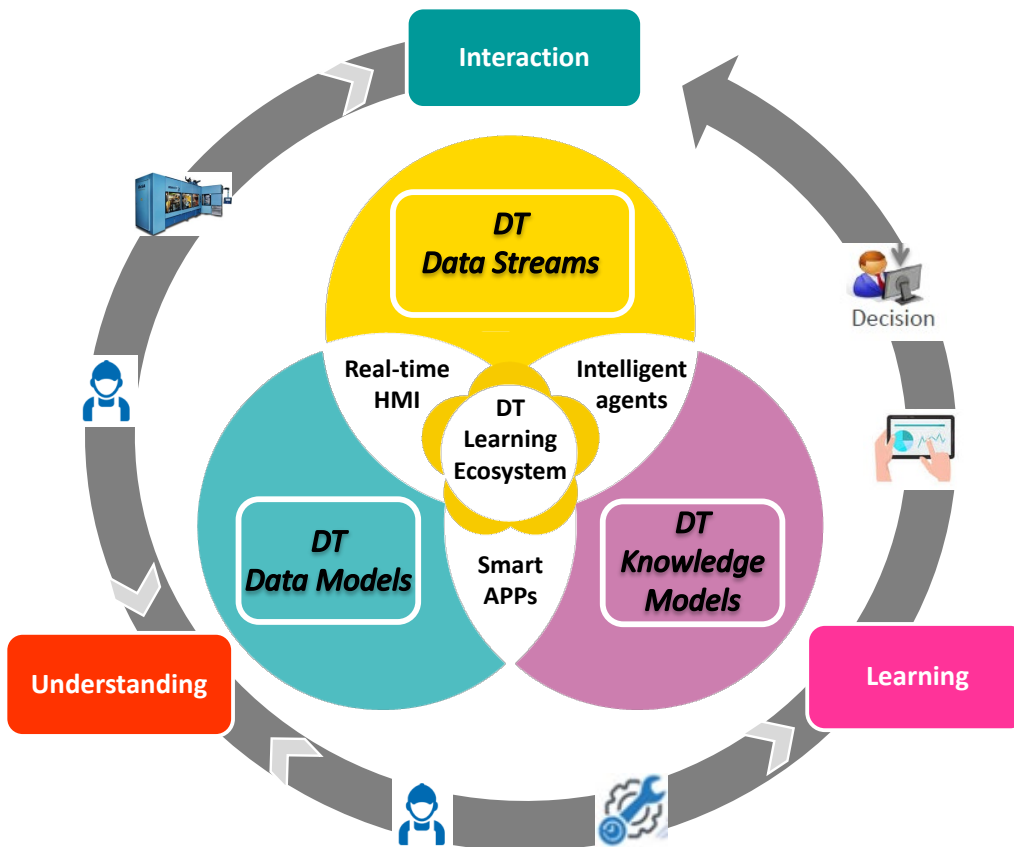 Interaction
DT
Data Streams
Decision
Real-time
HMI
Intelligent
agents
DT
Learning
Ecosystem
DT
Data Models
Smart
APPs
DT
Knowledge
Models
Understanding
Learning